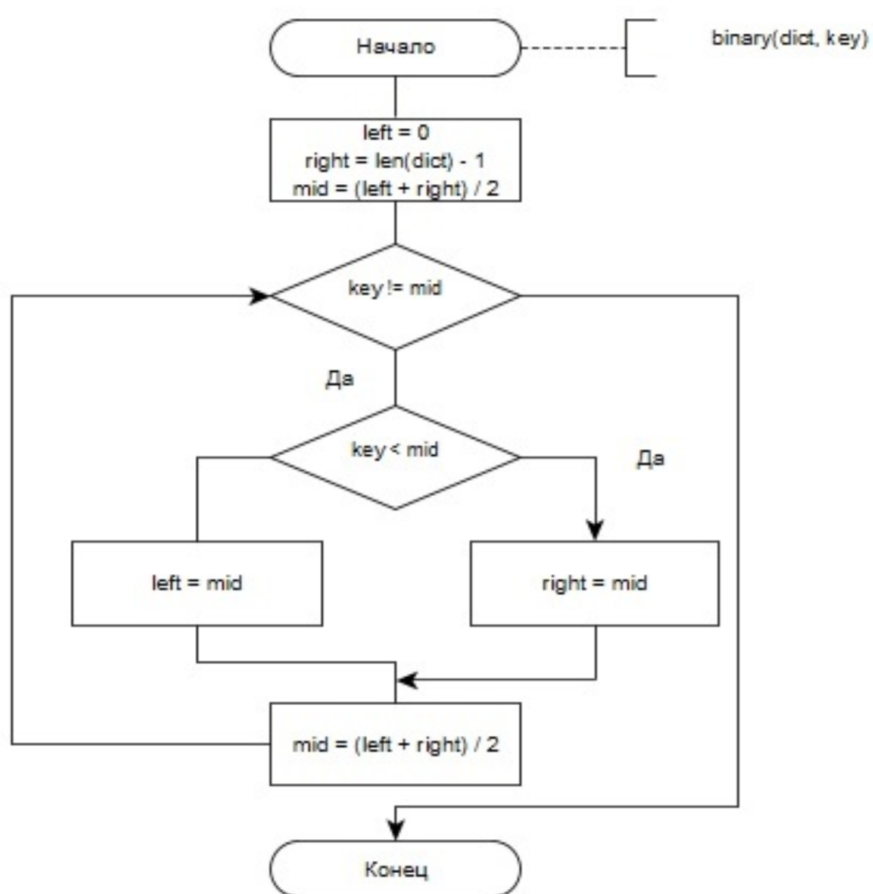 Начало
binary(dict, key)
left = 0
right = len(dict) - 1
mid = (left + right) / 2
key != mid
Да
key < mid
Да
left = mid
right = mid
mid = (left + right) / 2
Конец